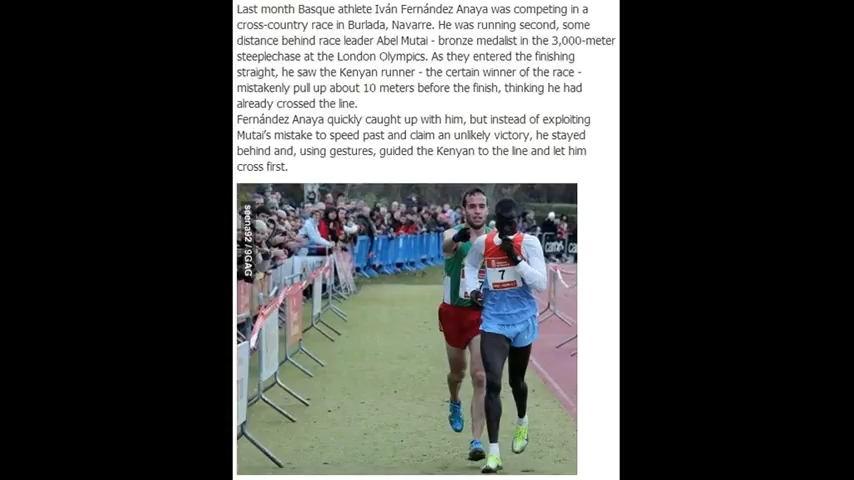 Last month Basque athlete Iván Fernández Anaya was competing in a
cross-country race in Burlada, Navarre. He was running second, some
distance behind race leader Abel Mutai - bronze medalist in the 3,000-meter
steeplechase at the London Olympics. As they entered the finishing
straight, he saw the Kenyan runner - the certain winner of the race -
mistakenly pull up about 10 meters before the finish, thinking he had
already crossed the line.
Fernández Anaya quickly caught up with him, but instead of exploiting
Mutai's mistake to speed past and claim an unlikely victory, he stayed
behind and, using gestures, guided the Kenyan to the line and let him
cross first.
seena92 / 9GAG
7
7